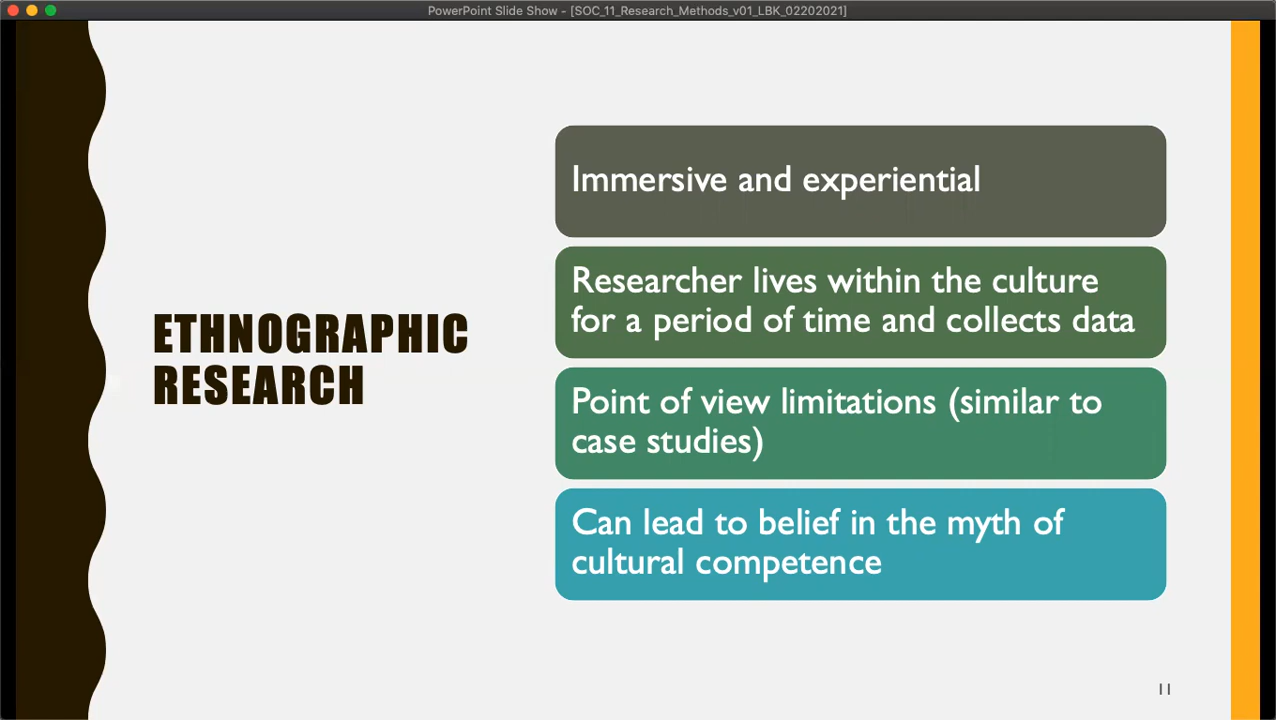 PowerPoint Slide Show - [SOC_11_Research_Methods_v01_LBK_02202021]
ETHNOGRAPHIC
RESEARCH
Immersive and experiential
Researcher lives within the culture
for a period of time and collects data
Point of view limitations (similar to
case studies)
Can lead to belief in the myth of
cultural competence
11